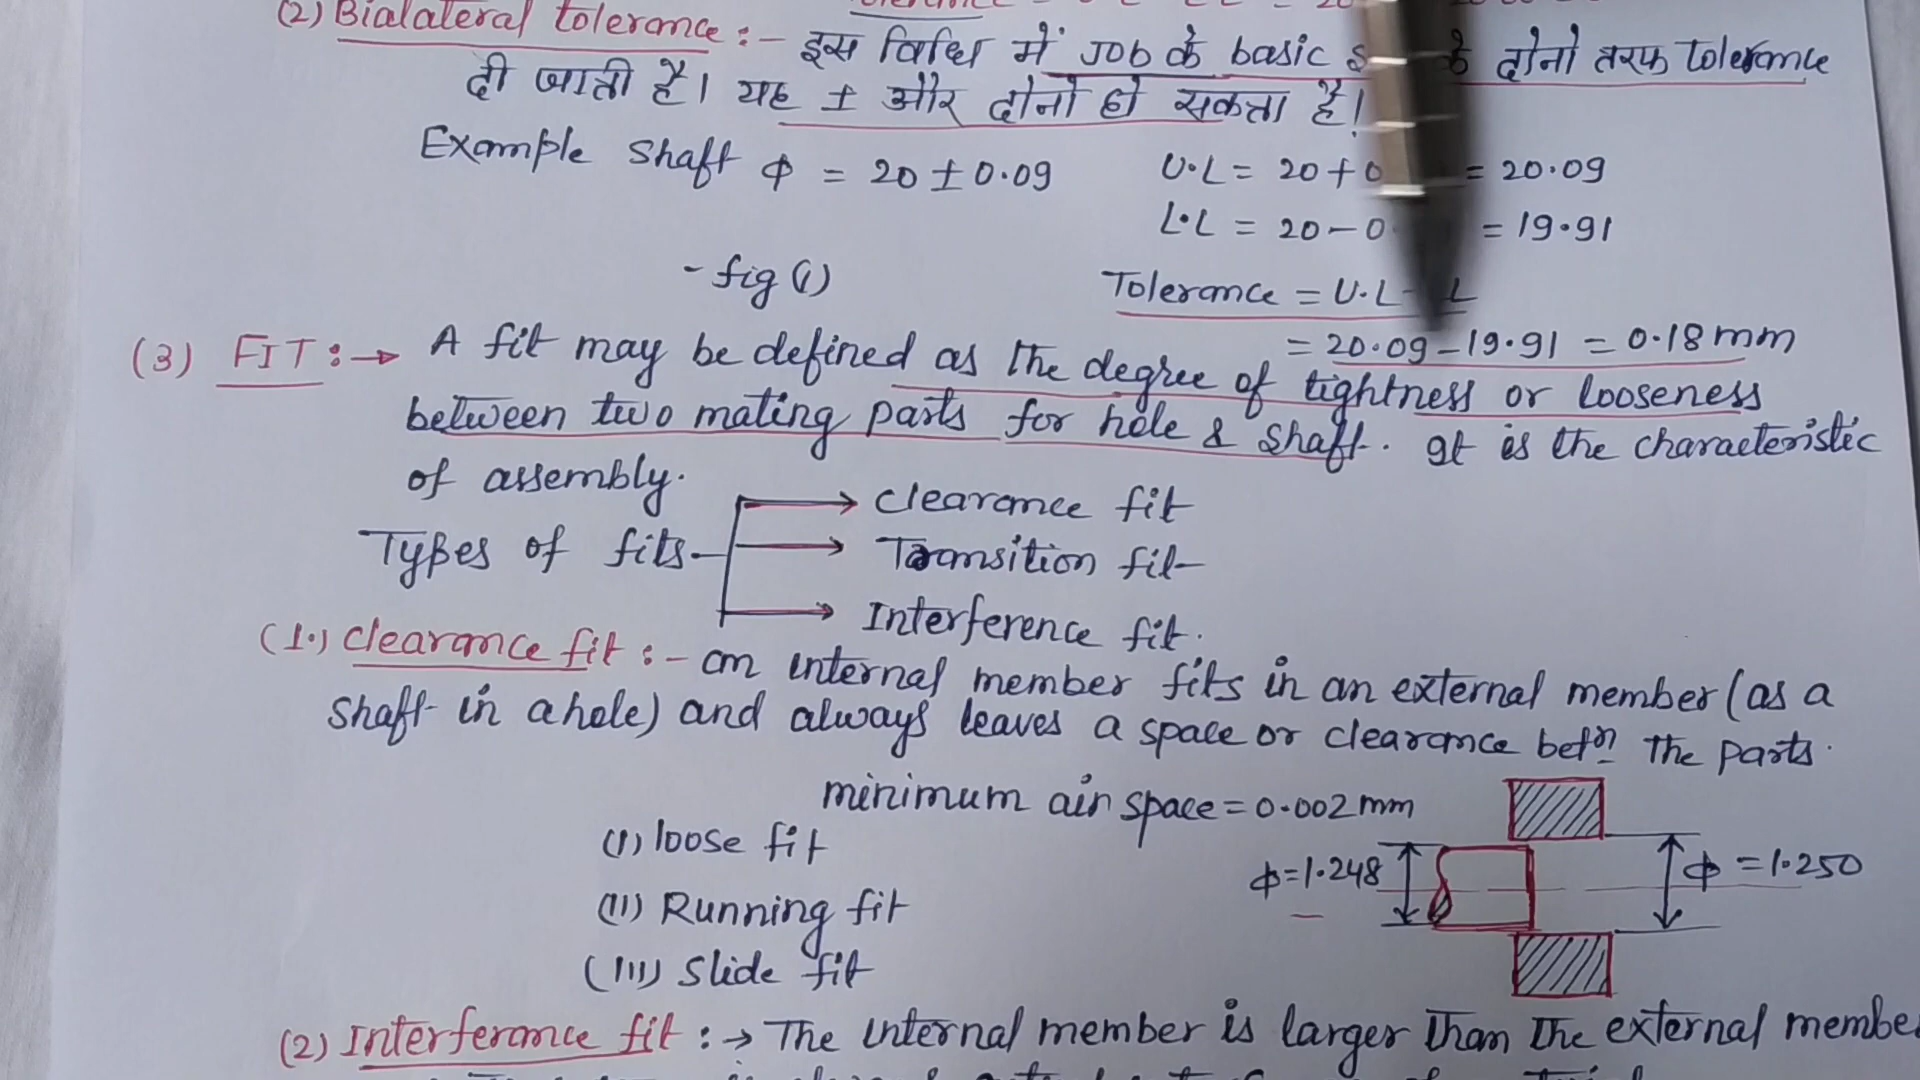 (2) Bialateral tolerance :- इस विधि में Job के basic के दोनो तरफ tolerance
दी जाती है। यह ± और दोनो हो सकता है।
Example shaft ϕ = 20 ± 0.09
U.L = 20 + 0 = 20.09
L.L = 20 - 0 = 19.91
- fig (1)
Tolerance = U.L - L
= 20.09 - 19.91 = 0.18 mm
(3) FIT :→ A fit may be defined as the degree of tightness or looseness
between two mating parts for hole & shaft. It is the characteristic
of assembly.
Types of fits
→ Clearance fit
→ Transition fit
→ Interference fit.
(1.) Clearance fit :- an internal member fits in an external member (as a
shaft in a hole) and always leaves a space or clearance betn the parts.
minimum air space = 0.002 mm
(I) loose fit
(II) Running fit
(III) Slide fit
ϕ=1.248
ϕ = 1.250
(2) Interference fit :→ The internal member is larger than the external membe